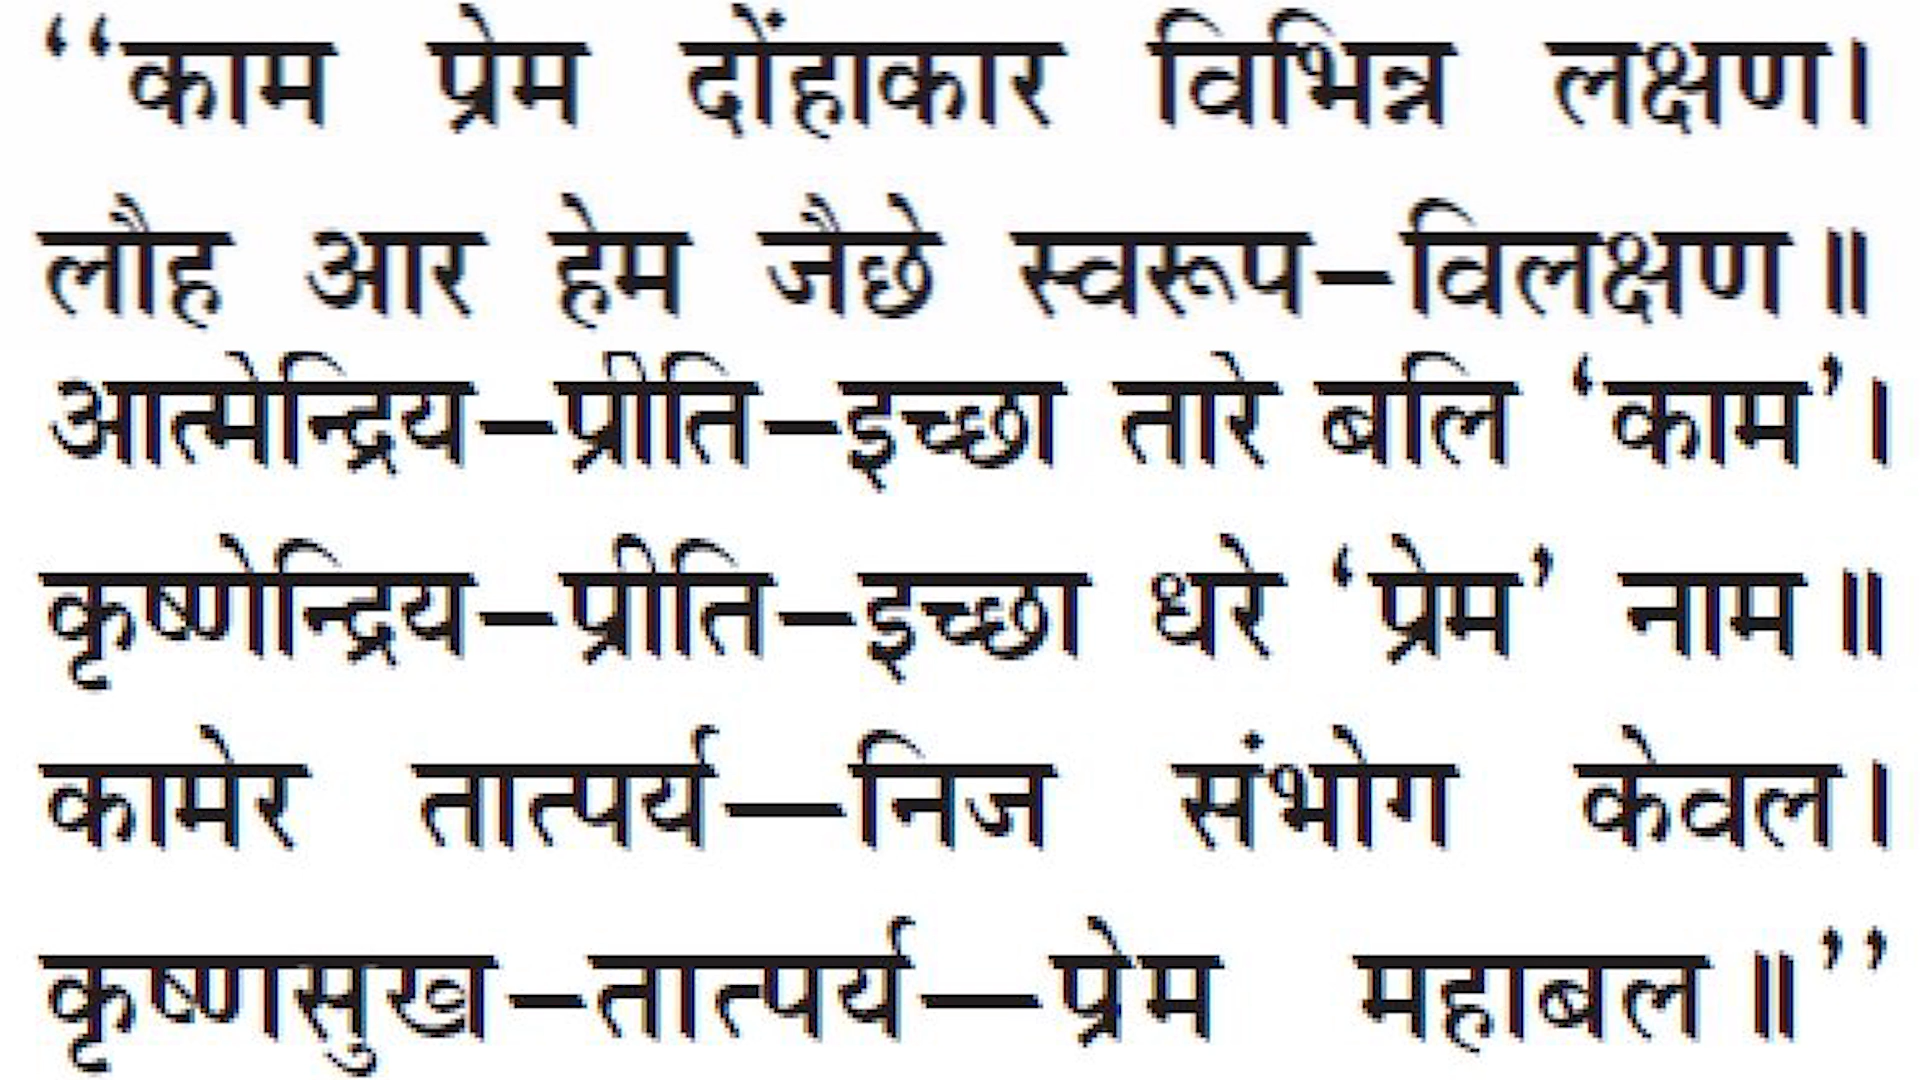 ‘‘काम प्रेम दोंहाकार विभिन्न लक्षण।
लौह आर हेम जैछे स्वरूप–विलक्षण॥
आत्मेन्द्रिय–प्रीति–इच्छा तारे बलि ‘काम’।
कृष्णेन्द्रिय–प्रीति–इच्छा धरे ‘प्रेम’ नाम॥
कामेर तात्पर्य—निज संभोग केवल।
कृष्णसुख–तात्पर्य—प्रेम महाबल॥’’